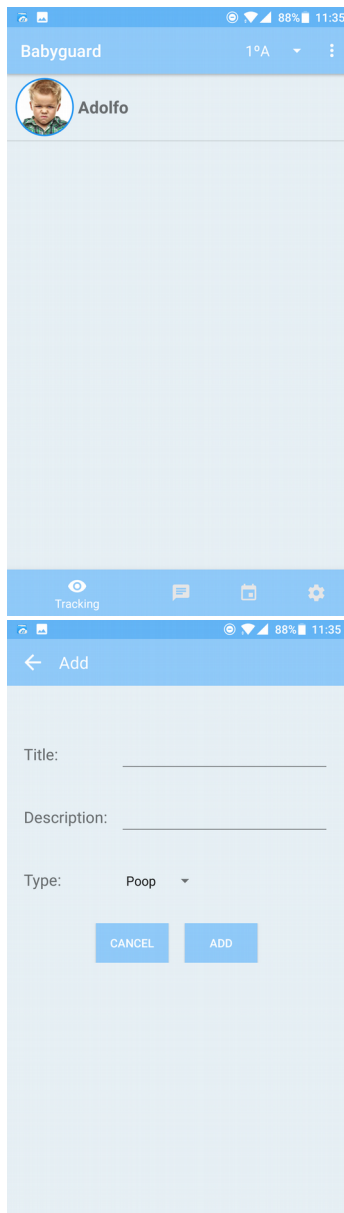 88% 11:35
Babyguard 1ºA
Adolfo
Tracking
88% 11:35
Add
Title:
Description:
Type: Poop
CANCEL ADD